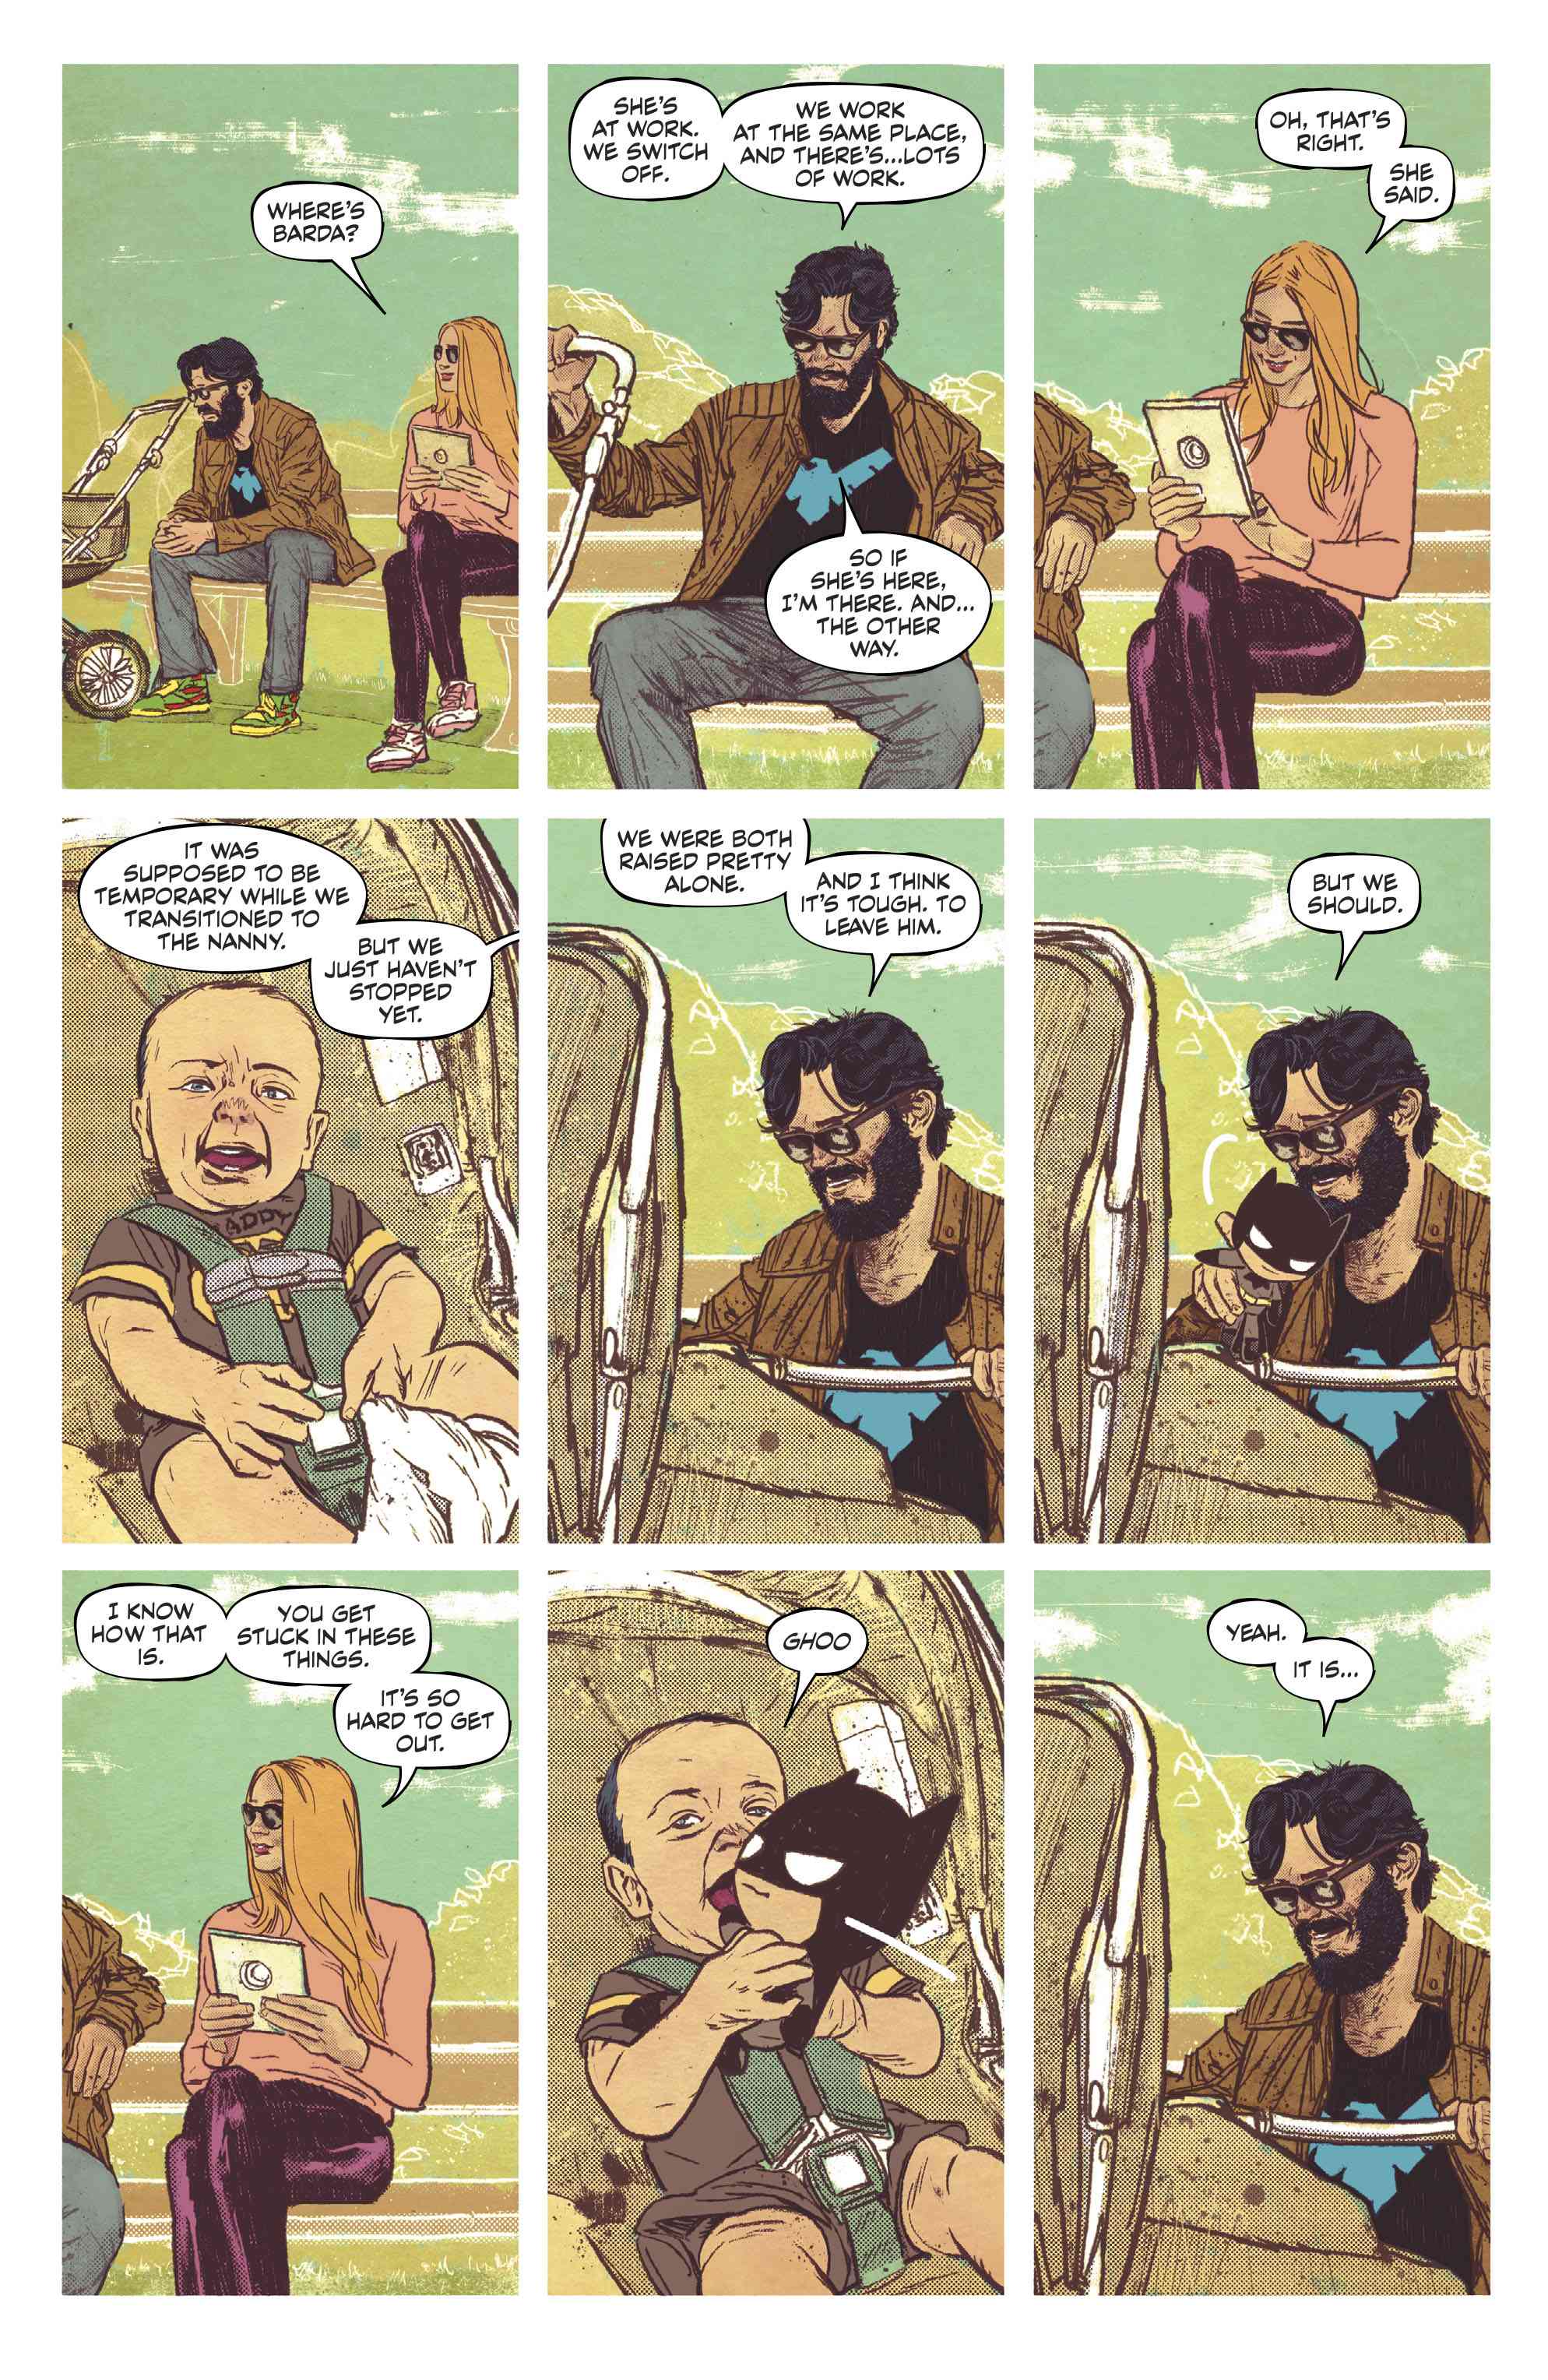 WHERE'S
BARDA?
SHE'S
AT WORK.
WE SWITCH
OFF.
WE WORK
AT THE SAME PLACE,
AND THERE'S...LOTS
OF WORK.
SO IF
SHE'S HERE,
I'M THERE. AND...
THE OTHER
WAY.
OH, THAT'S
RIGHT.
SHE
SAID.
IT WAS
SUPPOSED TO BE
TEMPORARY WHILE WE
TRANSITIONED TO
THE NANNY.
BUT WE
JUST HAVEN'T
STOPPED
YET.
WE WERE BOTH
RAISED PRETTY
ALONE.
AND I THINK
IT'S TOUGH. TO
LEAVE HIM.
BUT WE
SHOULD.
I KNOW
HOW THAT
IS.
YOU GET
STUCK IN THESE
THINGS.
IT'S SO
HARD TO GET
OUT.
GHOO
YEAH.
IT IS...